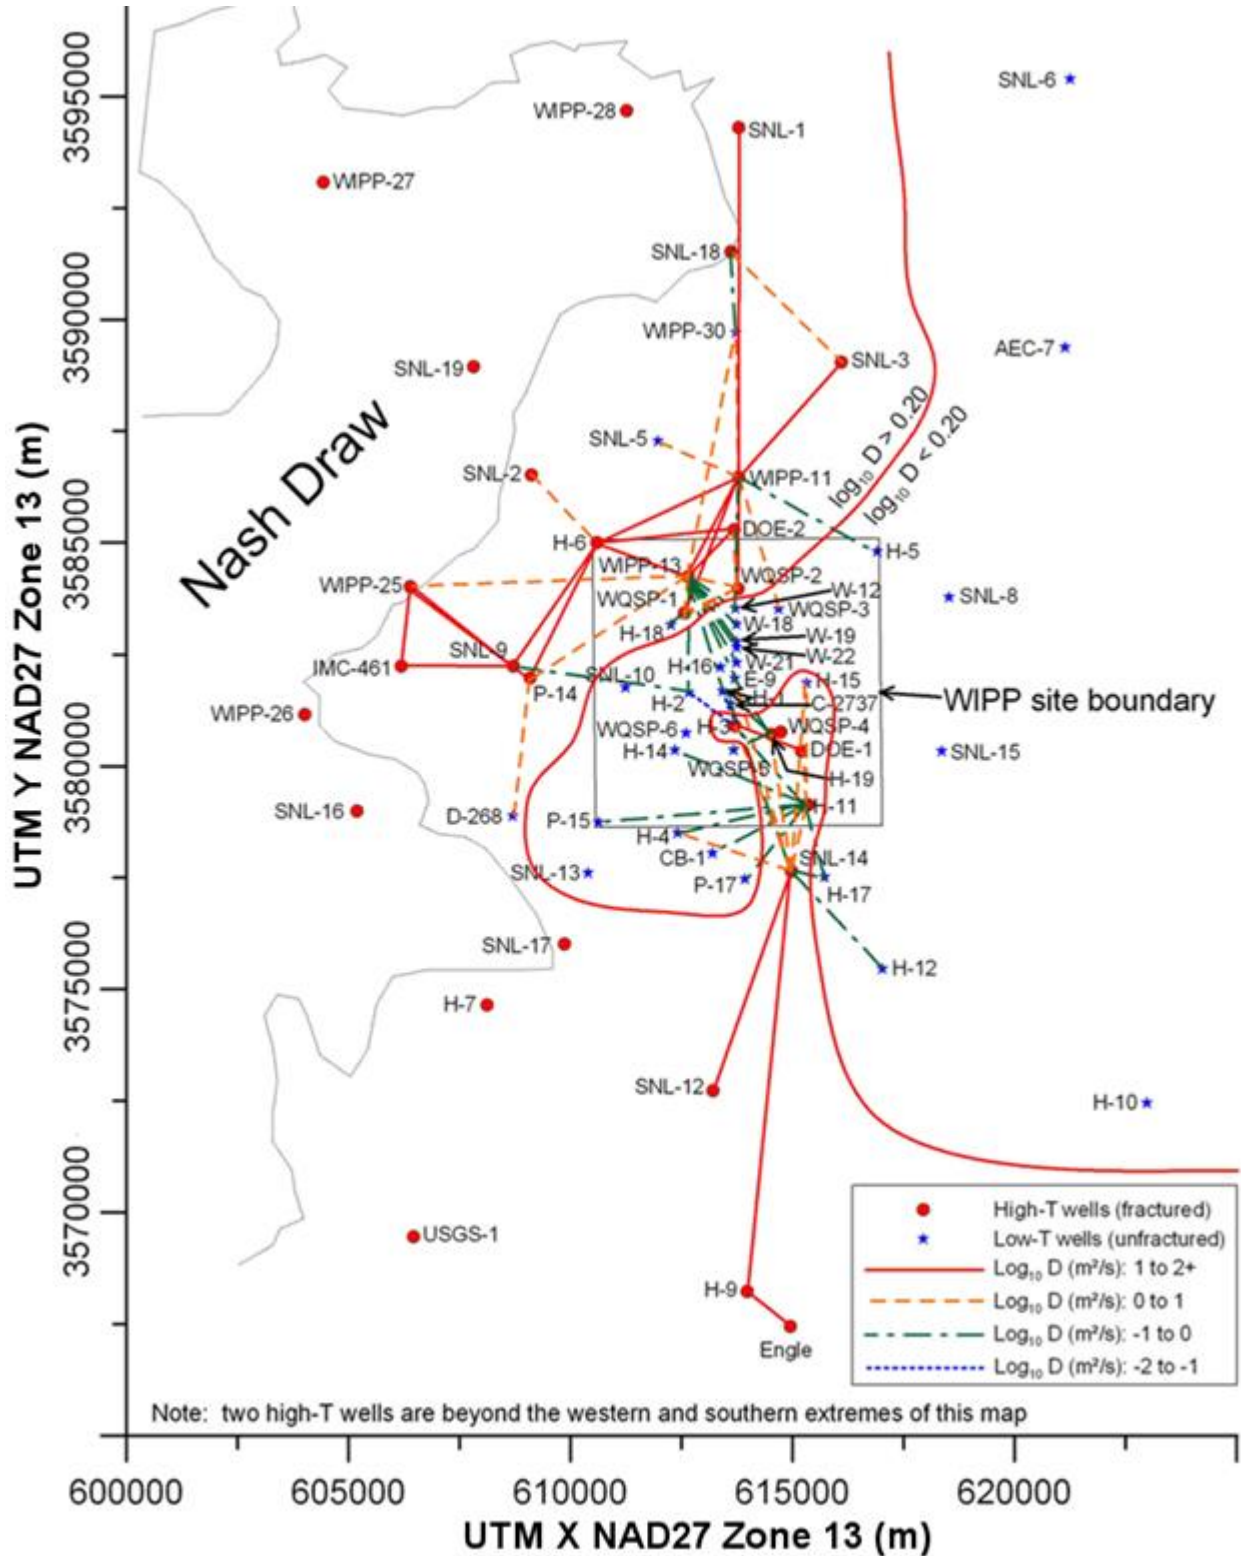 SNL-6
3595000
WIPP-28
SNL-1
WIPP-27
SNL-18
3590000
WIPP-30
AEC-7
SNL-3
SNL-19
log₁₀ D > 0.20
log₁₀ D < 0.20
Nash Draw
SNL-5
SNL-2
WIPP-11
3585000
H-6
DOE-2
H-5
WIPP-13
WQSP-2
WIPP-25
W-12
SNL-8
WQSP-1
WQSP-3
W-18
H-18
W-19
SNL-9
W-22
IMC-461
H-16
W-21
SNL-10
E-9
H-15
P-14
H-2
H-
C-2737
WIPP site boundary
WIPP-26
WQSP-6
H-3
WQSP-4
H-14
DOE-1
SNL-15
3580000
WQSP-5
H-19
SNL-16
D-268
P-15
H-11
H-4
CB-1
SNL-14
SNL-13
P-17
H-17
SNL-17
H-12
3575000
H-7
SNL-12
H-10
3570000
USGS-1
H-9
Engle
High-T wells (fractured)
Low-T wells (unfractured)
Log₁₀ D (m²/s): 1 to 2+
Log₁₀ D (m²/s): 0 to 1
Log₁₀ D (m²/s): -1 to 0
Log₁₀ D (m²/s): -2 to -1
Note: two high-T wells are beyond the western and southern extremes of this map
UTM Y NAD27 Zone 13 (m)
600000 605000 610000 615000 620000
UTM X NAD27 Zone 13 (m)